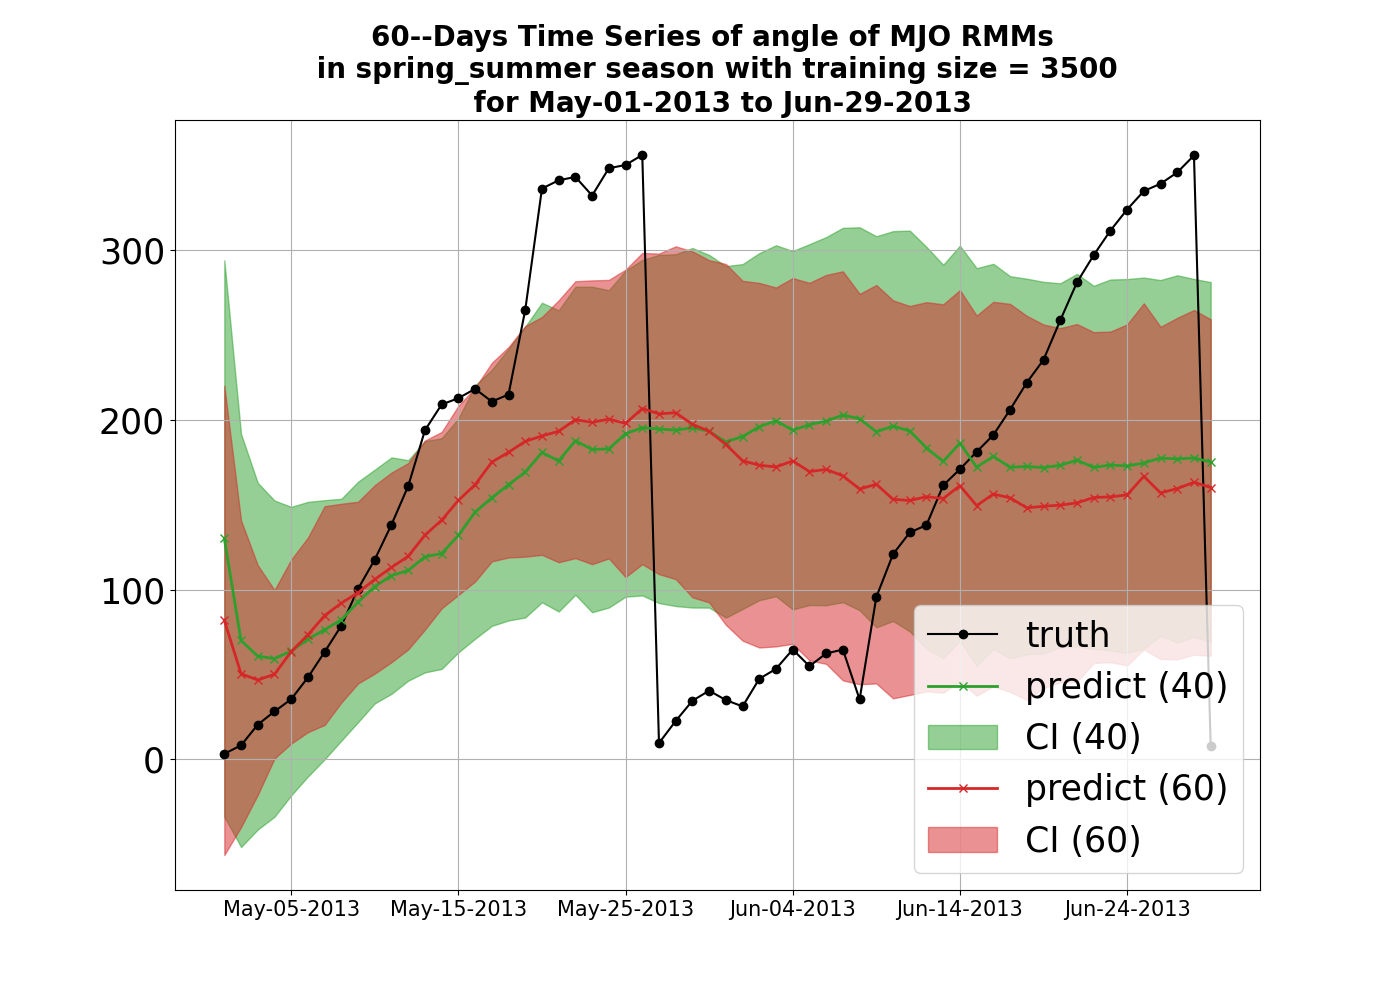 60--Days Time Series of angle of MJO RMMs
in spring_summer season with training size = 3500
for May-01-2013 to Jun-29-2013
300
200
100
0
truth
predict (40)
CI (40)
predict (60)
CI (60)
May-05-2013 May-15-2013 May-25-2013 Jun-04-2013 Jun-14-2013 Jun-24-2013